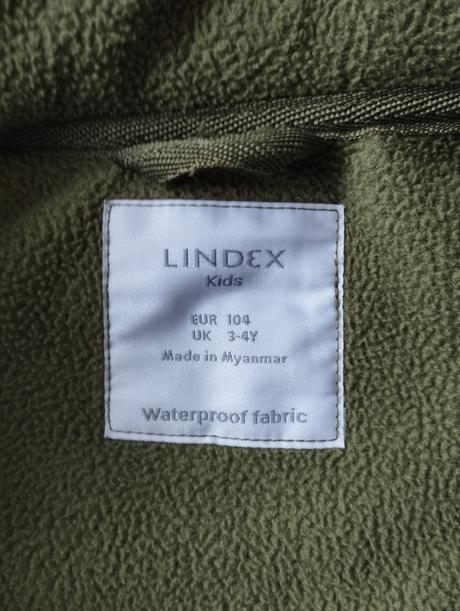 LINDEX
Kids
EUR 104
UK 3-4Y
Made in Myanmar
Waterproof fabric